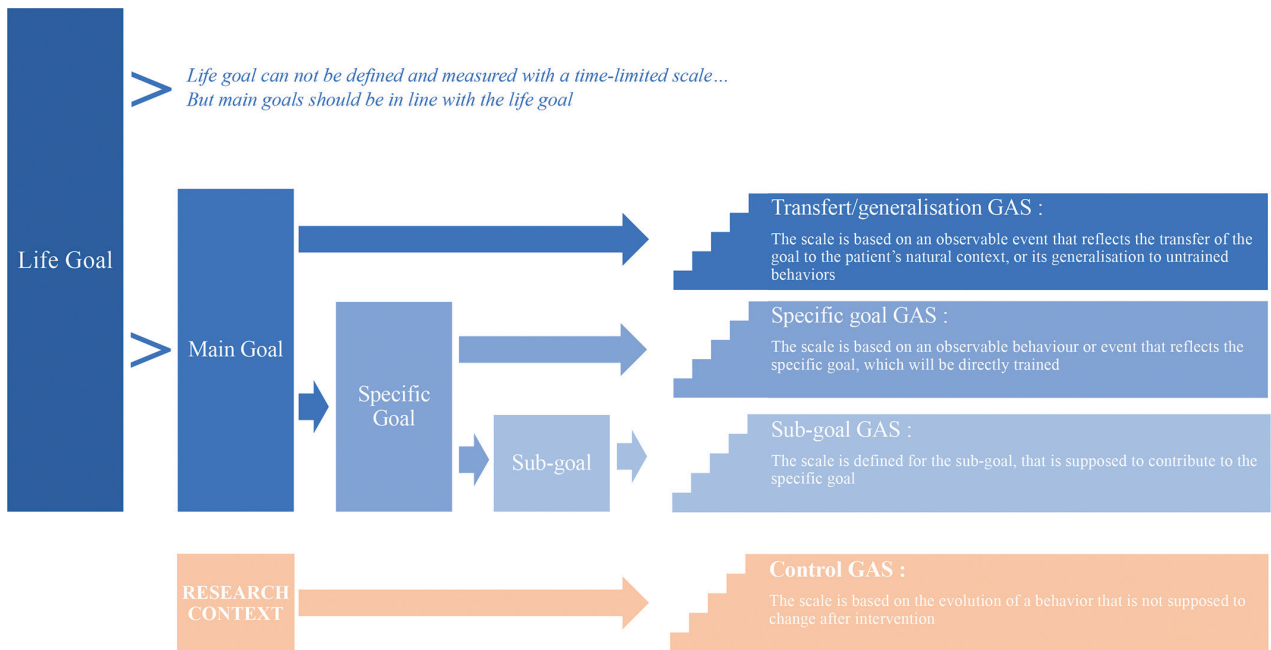 Life goal can not be defined and measured with a time-limited scale…
But main goals should be in line with the life goal
Life Goal
>
>
Main Goal
Specific
Goal
Sub-goal
Transfert/generalisation GAS :
The scale is based on an observable event that reflects the transfer of the
goal to the patient’s natural context, or its generalisation to untrained
behaviors
Specific goal GAS :
The scale is based on an observable behaviour or event that reflects the
specific goal, which will be directly trained
Sub-goal GAS :
The scale is defined for the sub-goal, that is supposed to contribute to the
specific goal
RESEARCH
CONTEXT
Control GAS :
The scale is based on the evolution of a behavior that is not supposed to
change after intervention